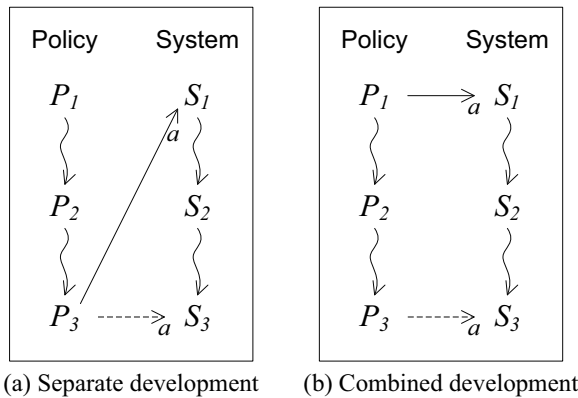 Policy System
P1 S1
a
P2 S2
P3 S3
a
(a) Separate development
Policy System
P1 S1
a
P2 S2
P3 S3
a
(b) Combined development